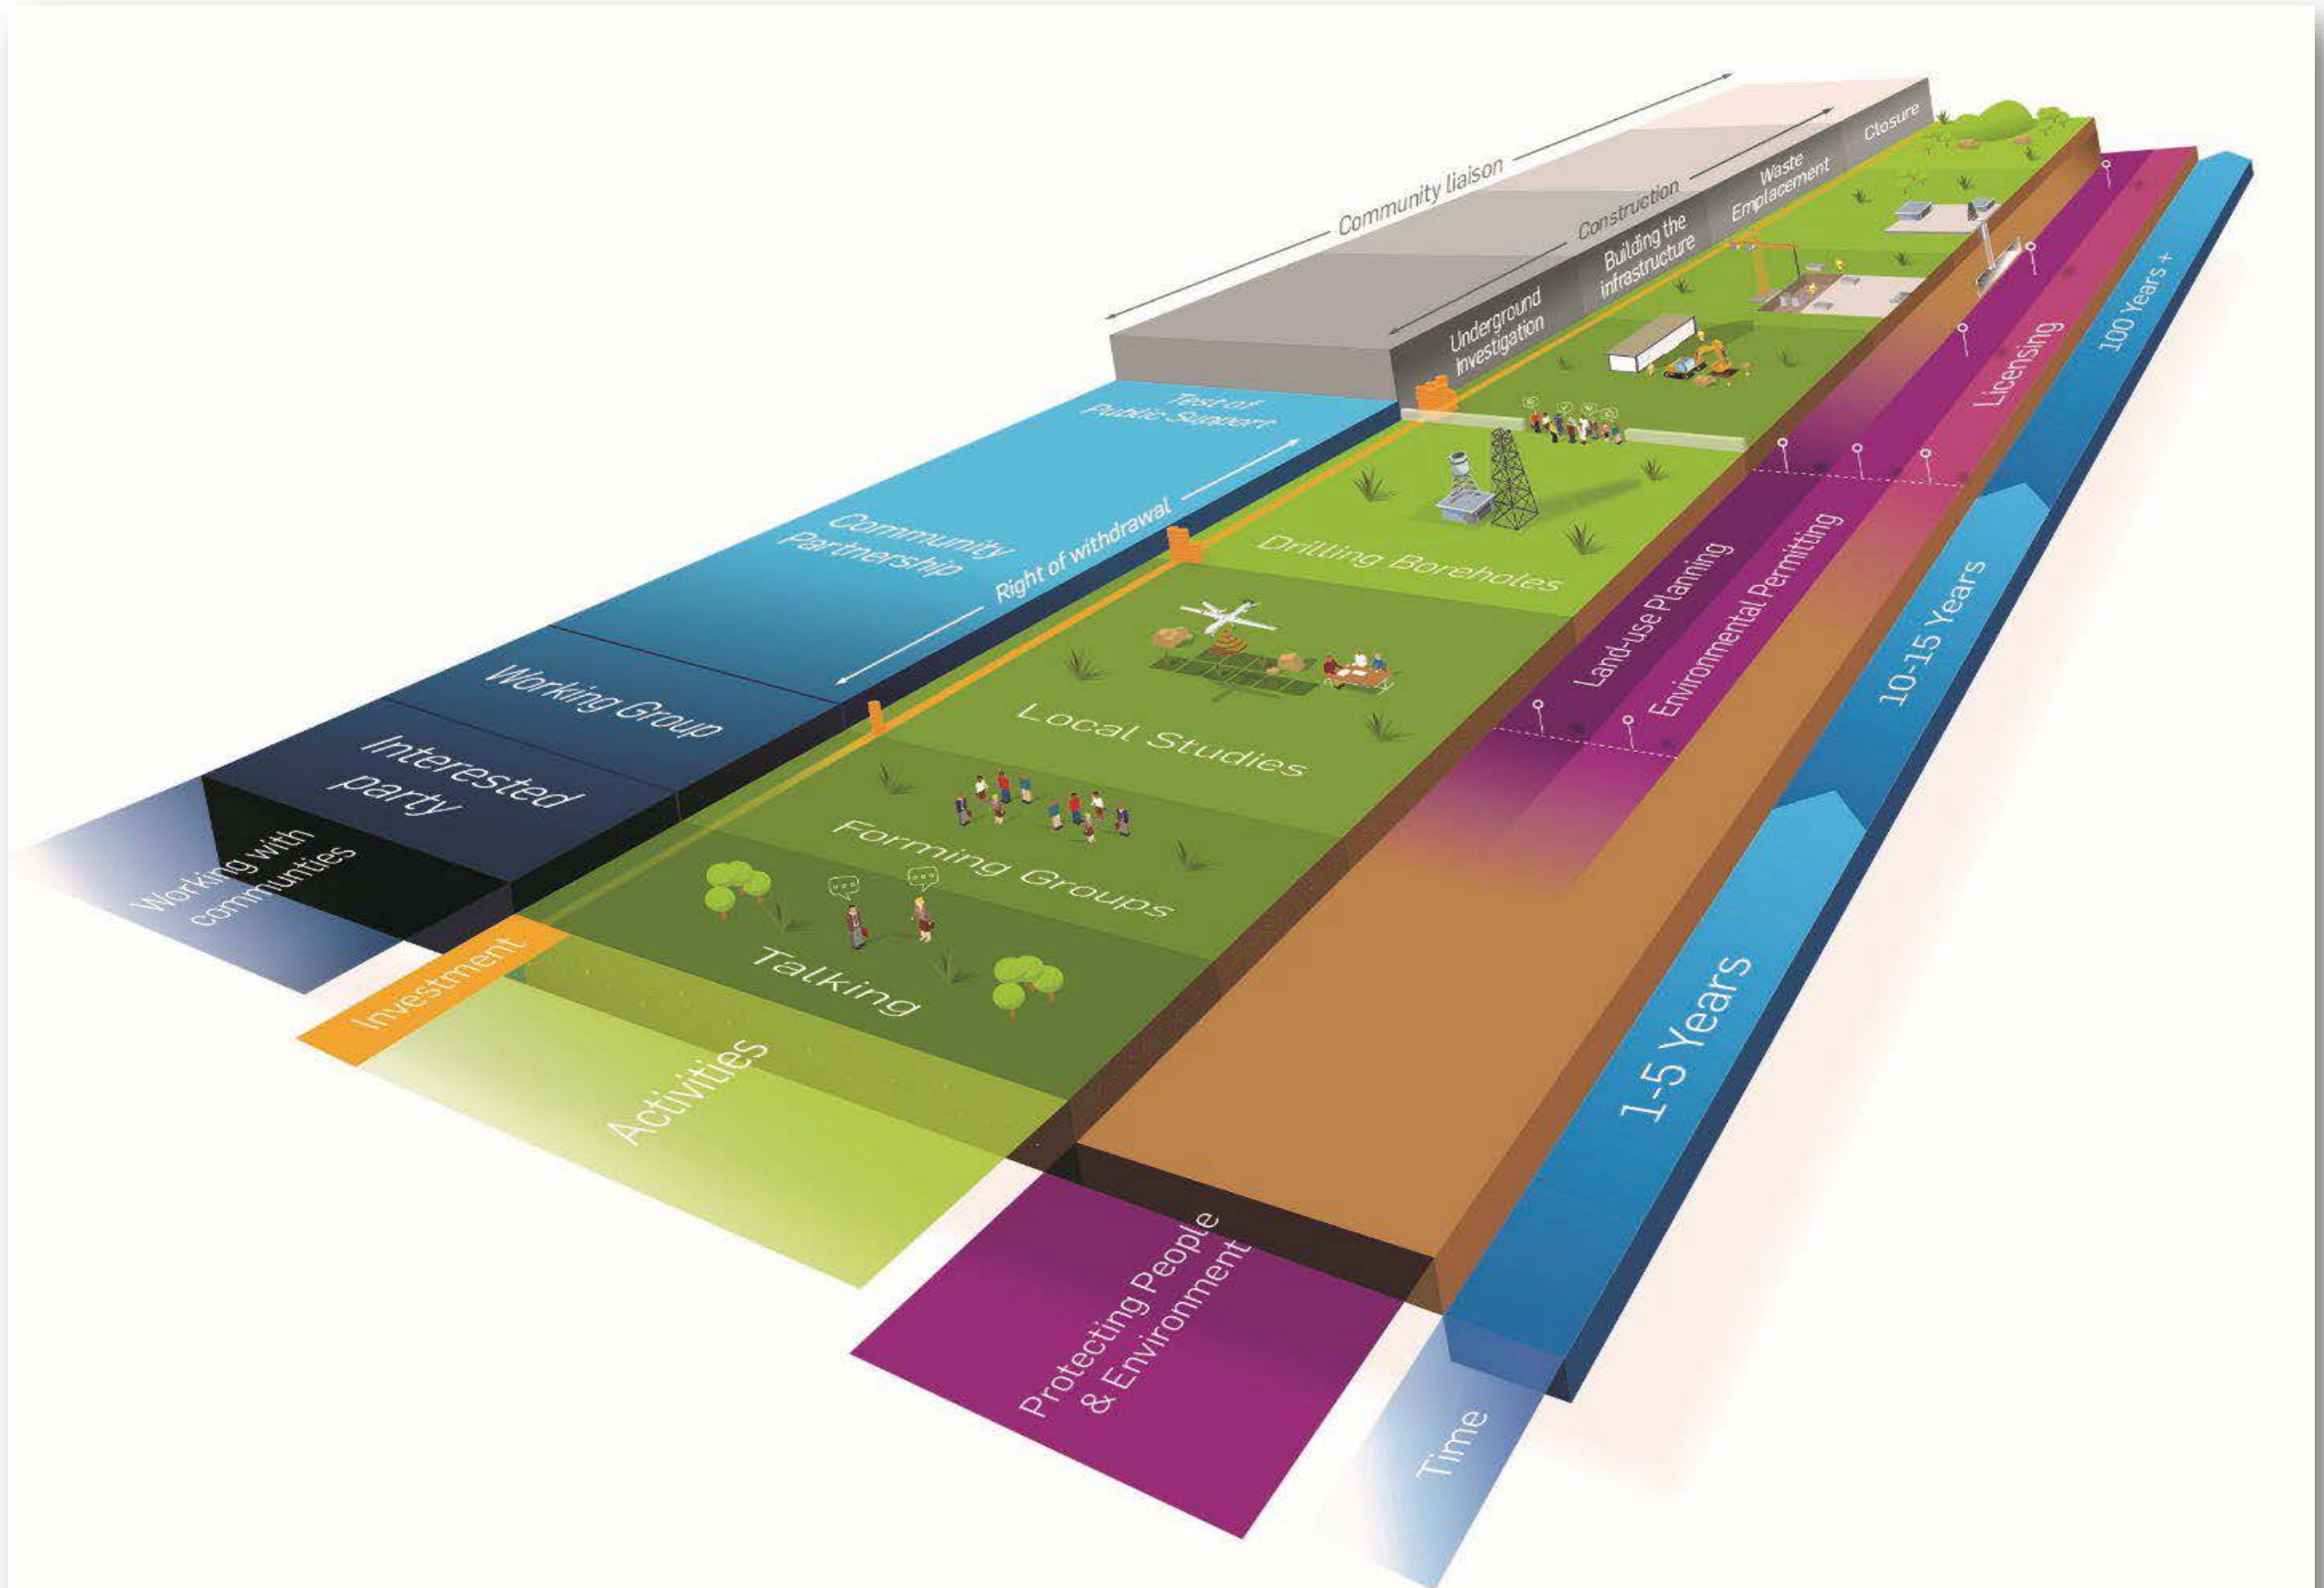 Community liaison
Construction
Closure
Waste
Emplacement
Building the
infrastructure
Underground
Investigation
Test of
Public Support
Community
Partnership
Right of withdrawal
Working Group
Interested
party
Working with
communties
Investment
Drilling Boreholes
Local Studies
Forming Groups
Talking
Activities
Licensing
Land-use Planning
Environmental Permitting
Protecting People
& Environment
100 Years +
10-15 Years
1-5 Years
Time